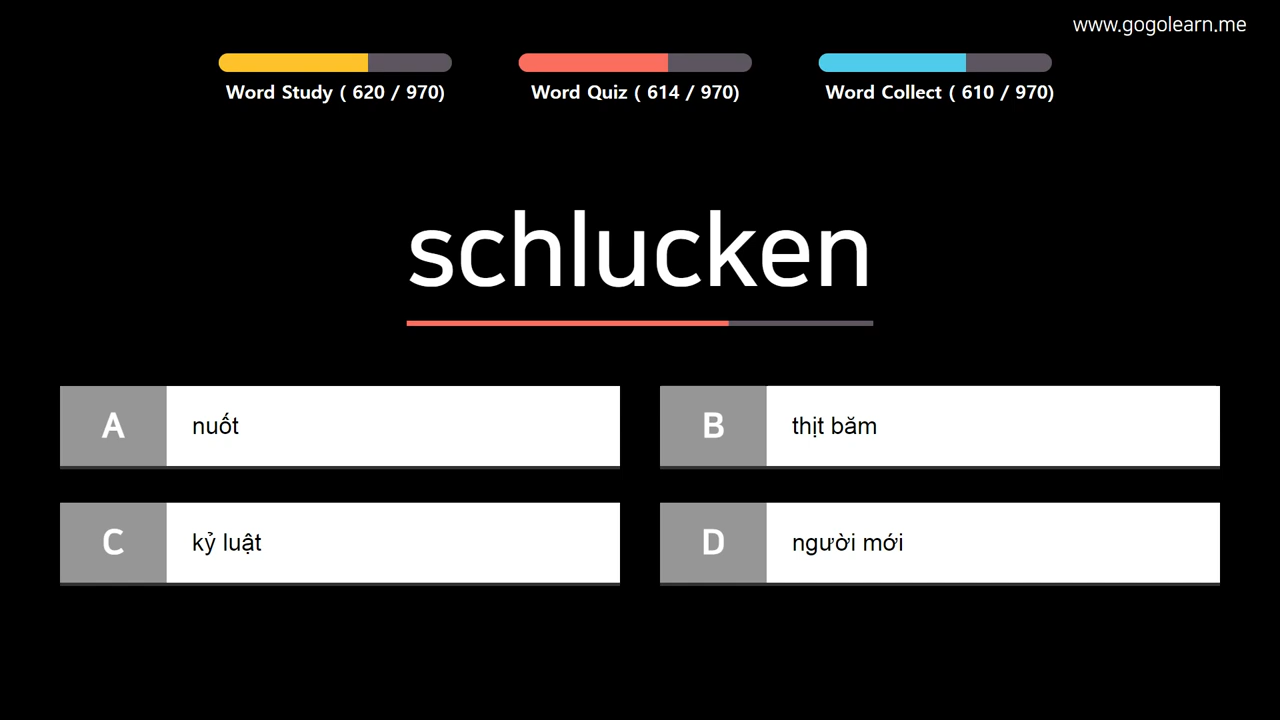 www.gogolearn.me
Word Study ( 620 / 970)
Word Quiz ( 614 / 970)
Word Collect ( 610 / 970)
schlucken
A nuốt
B thịt băm
C kỷ luật
D người mới